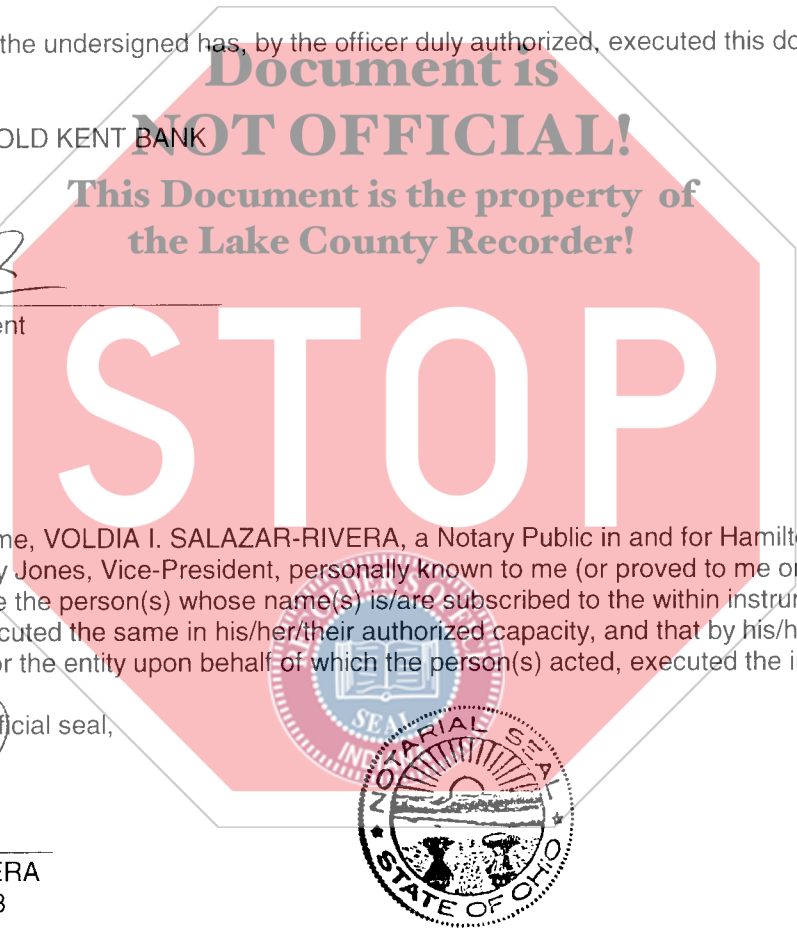 the undersigned has, by the officer duly authorized, executed this do
Document is
OLD KENT BANK
NOT OFFICIAL!
This Document is the property of
the Lake County Recorder!
ent
STOP
me, VOLDIA I. SALAZAR-RIVERA, a Notary Public in and for Hamilt
y Jones, Vice-President, personally known to me (or proved to me o
e the person(s) whose name(s) is/are subscribed to the within instru
cuted the same in his/her/their authorized capacity, and that by his/h
or the entity upon behalf of which the person(s) acted, executed the i
SEAL
ficial seal,
NOTARIAL SEAL
STATE OF OHIO
ERA